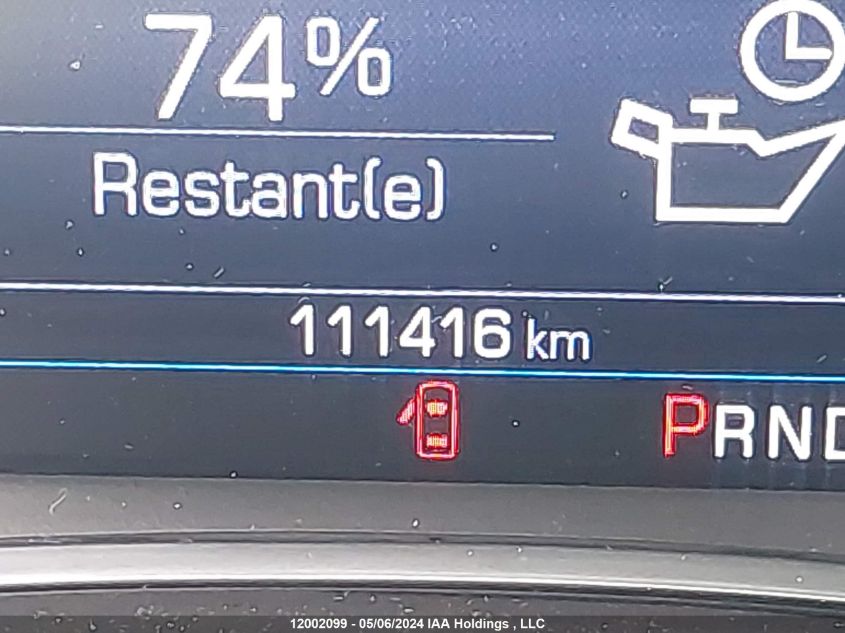 74%
Restant(e)
111416 km
PRND
12002099 - 05/06/2024 IAA Holdings , LLC